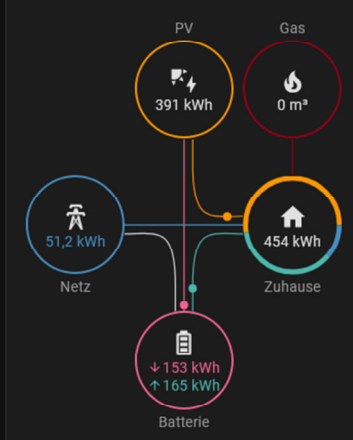 PV
Gas
391 kWh
0 m³
51,2 kWh
454 kWh
Netz
Zuhause
↓ 153 kWh
↑ 165 kWh
Batterie